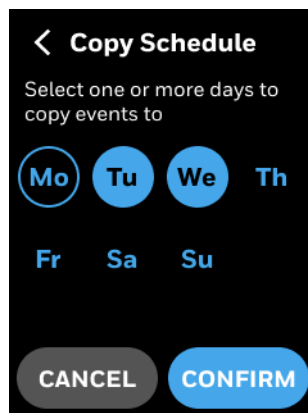 Copy Schedule
Select one or more days to
copy events to
Mo Tu We Th
Fr Sa Su
CANCEL CONFIRM